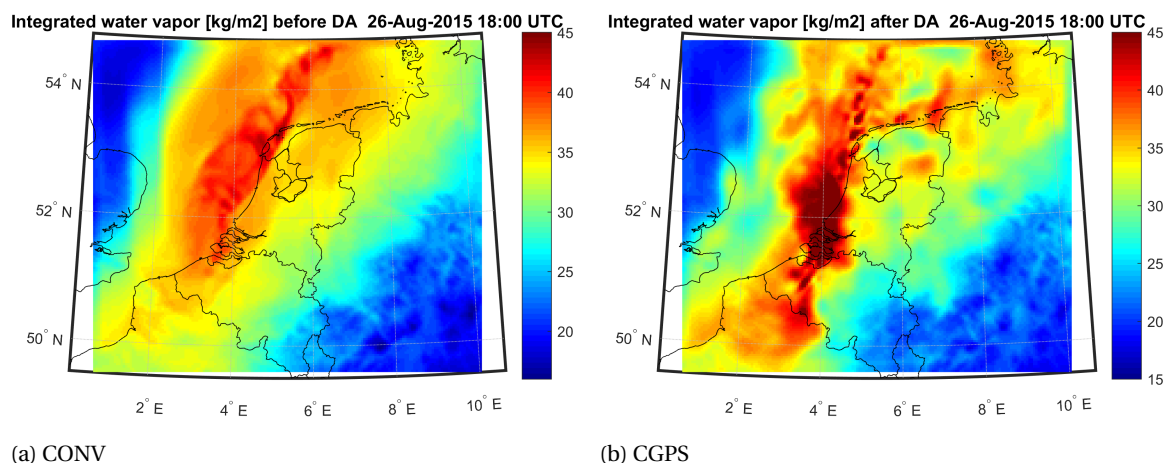 Integrated water vapor [kg/m2] before DA 26-Aug-2015 18:00 UTC
45
40
35
30
25
20
54° N
52° N
50° N
2° E
4° E
6° E
8° E
10° E
(a) CONV
Integrated water vapor [kg/m2] after DA 26-Aug-2015 18:00 UTC
45
40
35
30
25
20
15
54° N
52° N
50° N
2° E
4° E
6° E
8° E
10° E
(b) CGPS